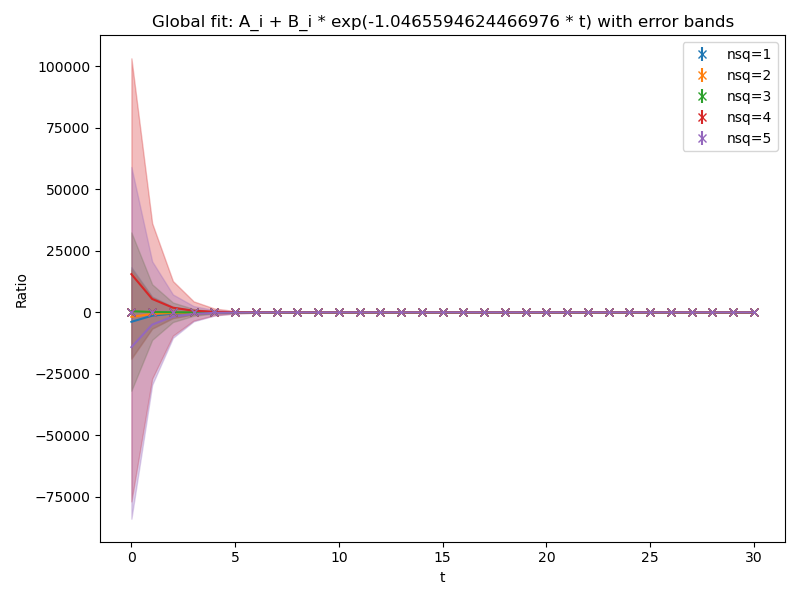 Global fit: A_i + B_i * exp(-1.0465594624466976 * t) with error bands
nsq=1
nsq=2
nsq=3
nsq=4
nsq=5
100000
75000
50000
25000
0
−25000
−50000
−75000
Ratio
0 5 10 15 20 25 30
t